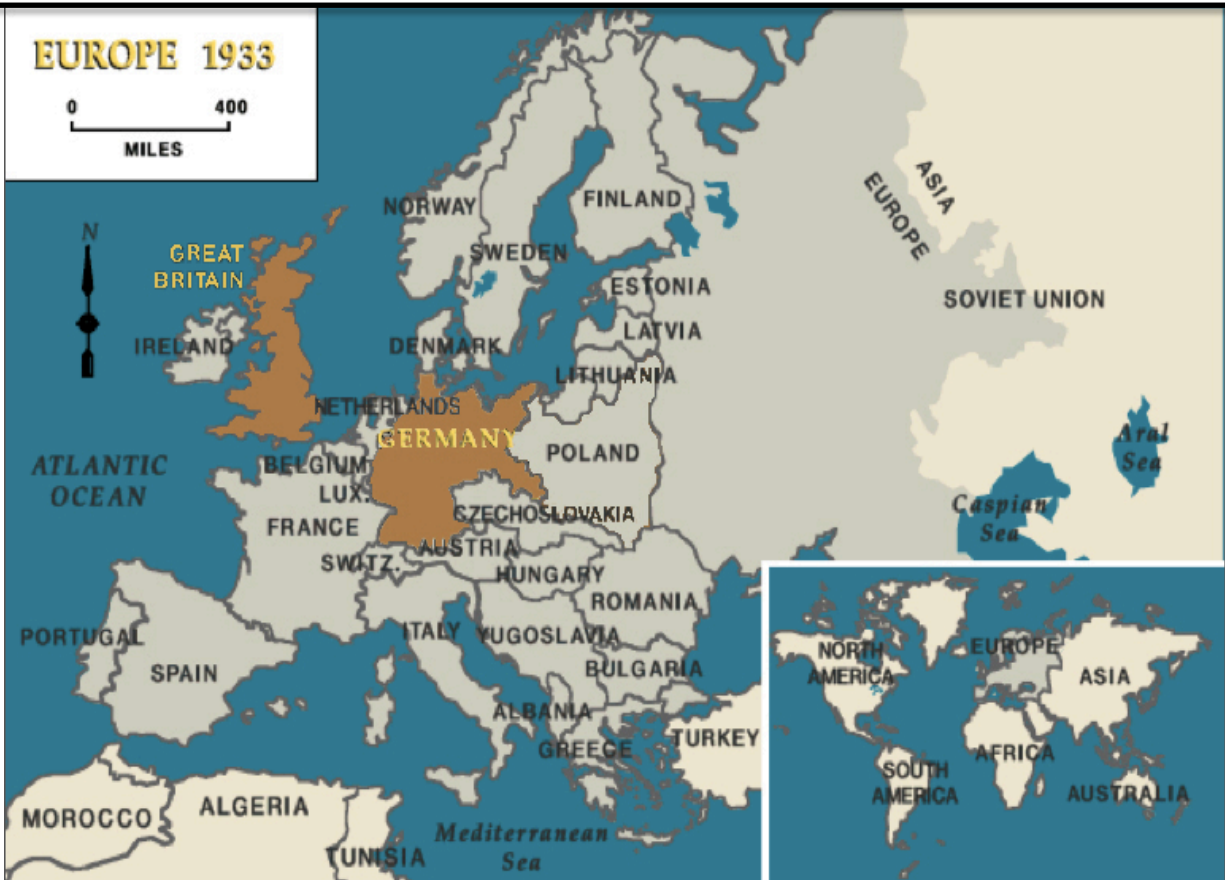 EUROPE 1933
0 400
MILES
N
GREAT
BRITAIN
IRELAND
NORWAY
SWEDEN
FINLAND
ESTONIA
LATVIA
LITHUANIA
DENMARK
NETHERLANDS
GERMANY
BELGIUM
LUX.
POLAND
ATLANTIC
OCEAN
FRANCE
CZECHOSLOVAKIA
SWITZ.
AUSTRIA
HUNGARY
ROMANIA
PORTUGAL
SPAIN
ITALY
YUGOSLAVIA
BULGARIA
ALBANIA
GREECE
TURKEY
MOROCCO
ALGERIA
TUNISIA
Mediterranean
Sea
ASIA
EUROPE
SOVIET UNION
Aral
Sea
Caspian
Sea
NORTH
AMERICA
EUROPE
ASIA
AFRICA
SOUTH
AMERICA
AUSTRALIA